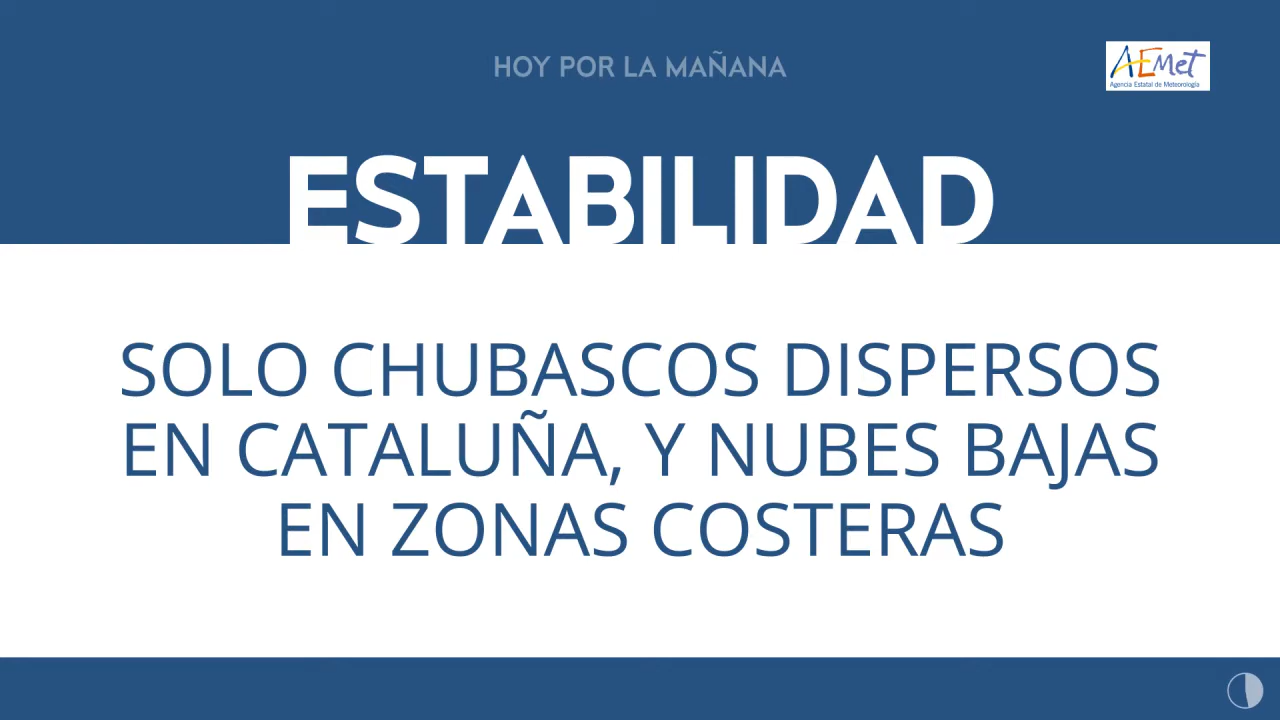 HOY POR LA MAÑANA
AEMet
Agencia Estatal de Meteorología
ESTABILIDAD
SOLO CHUBASCOS DISPERSOS
EN CATALUÑA, Y NUBES BAJAS
EN ZONAS COSTERAS